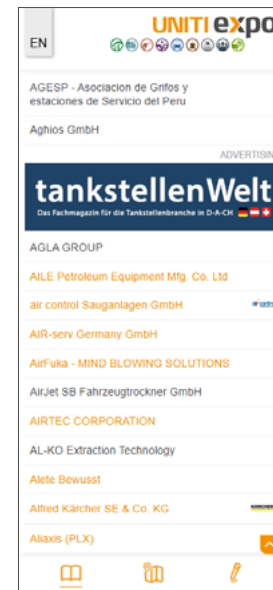 EN
UNITI expo
AGESP - Asociacion de Grifos y
estaciones de Servicio del Peru
Aghios GmbH
ADVERTISIN
tankstellenWelt
Das Fachmagazin für die Tankstellenbranche in D-A-CH
AGLA GROUP
AILE Petroleum Equipment Mfg. Co. Ltd
air control Sauganlagen GmbH
AIR-serv Germany GmbH
AirFuka - MIND BLOWING SOLUTIONS
AirJet SB Fahrzeugtrockner GmbH
AIRTEC CORPORATION
AL-KO Extraction Technology
Alete Bewusst
Alfred Kärcher SE & Co. KG
KÄRCHER
Aliaxis (PLX)